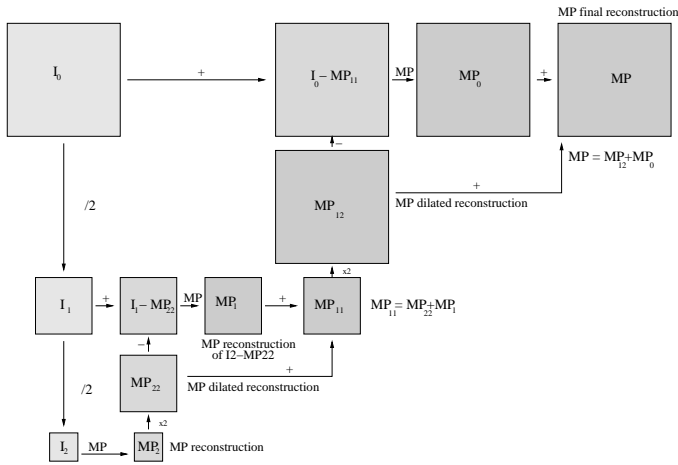 MP final reconstruction
I0 + I0 − MP11 MP MP0 + MP
−
MP = MP12+MP0
/2
MP12
+
MP dilated reconstruction
x2
I1 + I1 − MP22 MP MP1 + MP11
MP11 = MP22+MP1
MP reconstruction
of I2−MP22
−
/2
MP22
+
MP dilated reconstruction
x2
I2 MP MP2 MP reconstruction